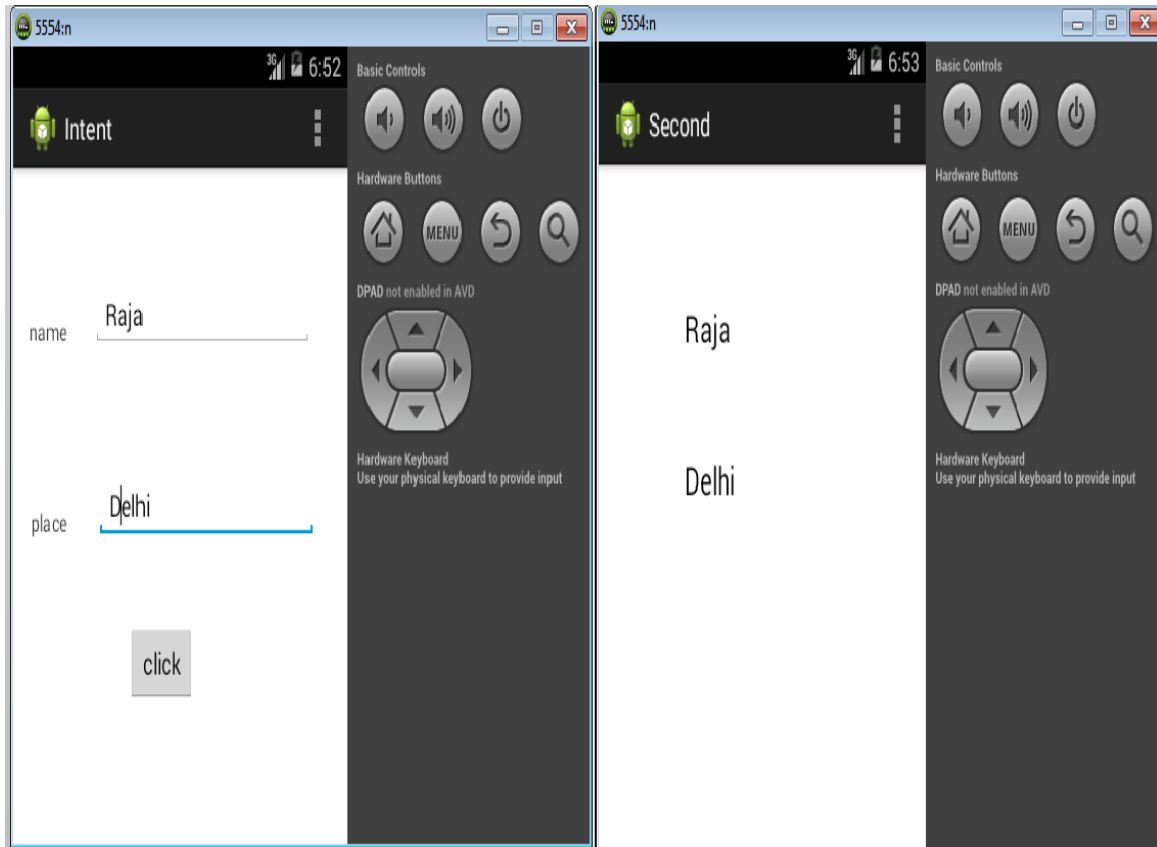 5554:n
3G 6:52
Intent
name Raja
place Delhi
click
Basic Controls
Hardware Buttons
MENU
DPAD not enabled in AVD
Hardware Keyboard
Use your physical keyboard to provide input
5554:n
3G 6:53
Second
Raja
Delhi
Basic Controls
Hardware Buttons
MENU
DPAD not enabled in AVD
Hardware Keyboard
Use your physical keyboard to provide input